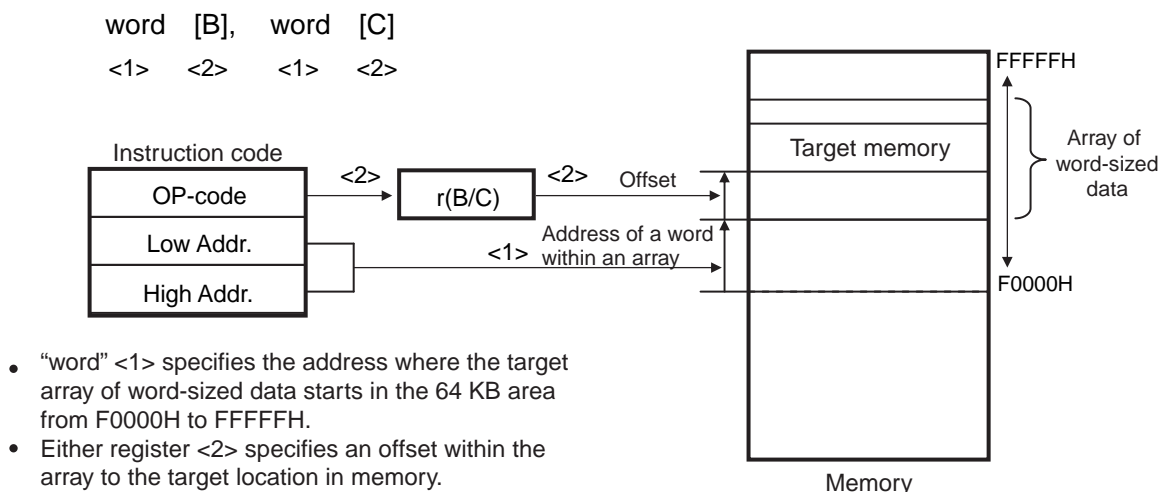 word [B], word [C]
<1> <2> <1> <2>
Instruction code
OP-code
Low Addr.
High Addr.
<2>
r(B/C)
<2>
Offset
<1>
Address of a word
within an array
Target memory
FFFFFH
Array of
word-sized
data
F0000H
Memory
• “word” <1> specifies the address where the target
array of word-sized data starts in the 64 KB area
from F0000H to FFFFFH.
• Either register <2> specifies an offset within the
array to the target location in memory.